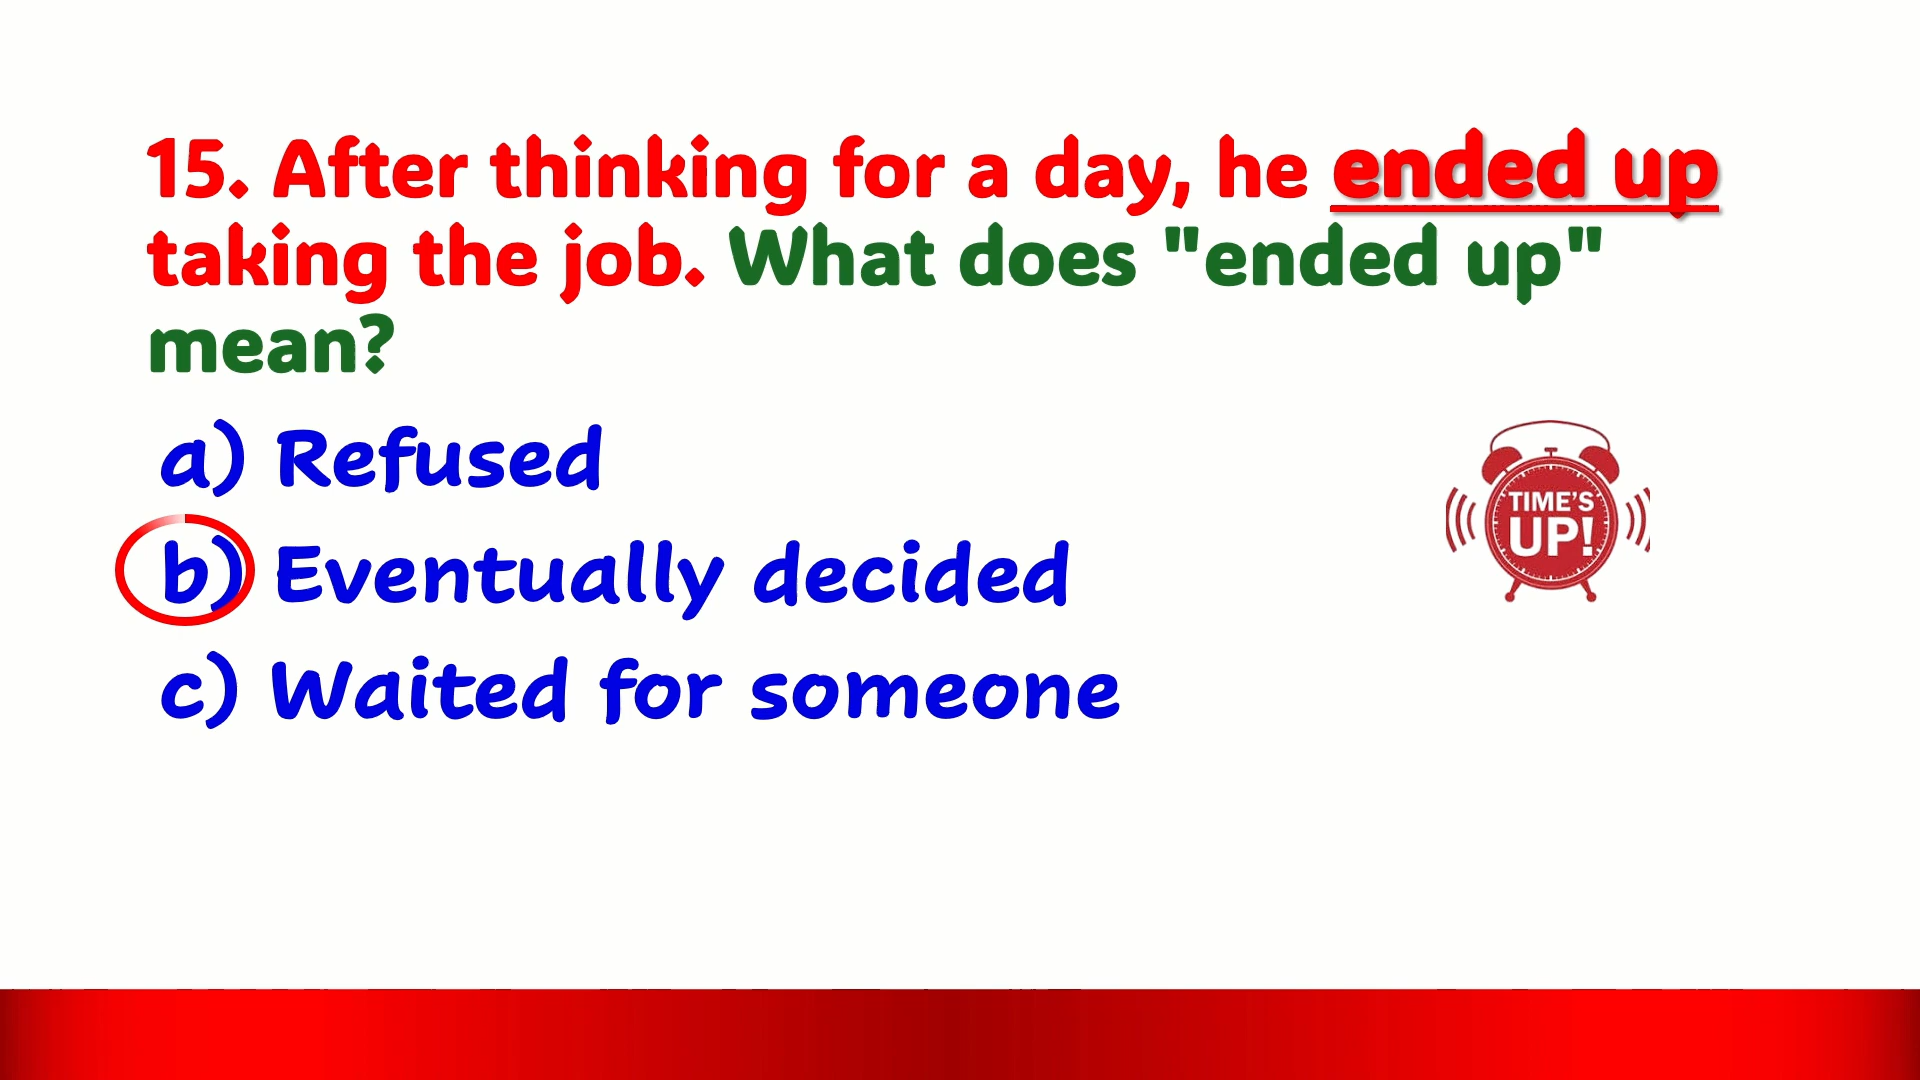 15. After thinking for a day, he ended up
taking the job. What does "ended up"
mean?
a) Refused
b) Eventually decided
c) Waited for someone
TIME'S
UP!